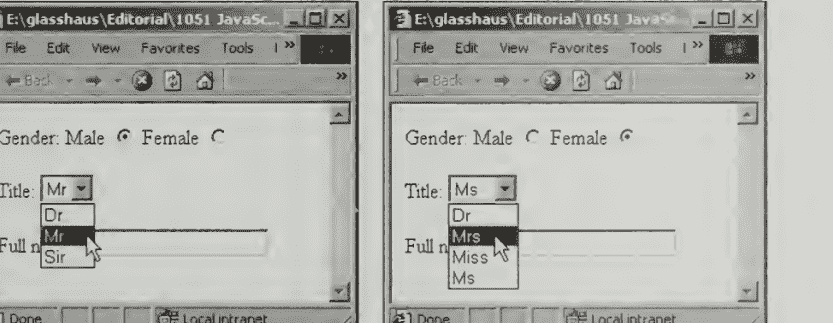 E:\glasshaus\Editorial\1051 JavaSc...
File Edit View Favorites Tools
Back
Gender: Male Female
Title: Mr
Dr
Mr
Full n
Sir
Done Local intranet
E:\glasshaus\Editorial\1051 JavaSc...
File Edit View Favorites Tools
Back
Gender: Male Female
Title: Ms
Dr
Mrs
Full n
Miss
Ms
Done Local intranet